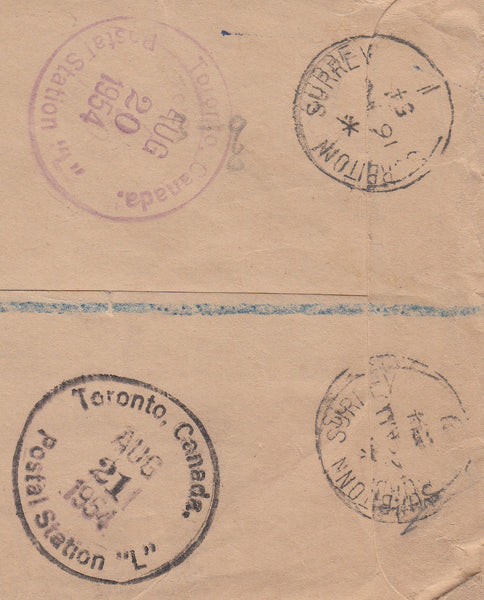 Toronto, Canada.
AUG
20
1954
Postal Station "L"
SURBITON SURREY
Toronto, Canada.
AUG
21
1954
Postal Station "L"
SURBITON SURREY